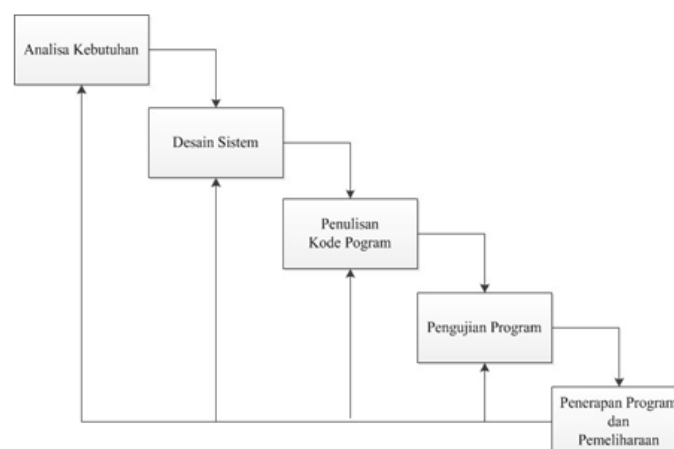 Analisa Kebutuhan
Desain Sistem
Penulisan
Kode Pogram
Pengujian Program
Penerapan Program
dan
Pemeliharaan